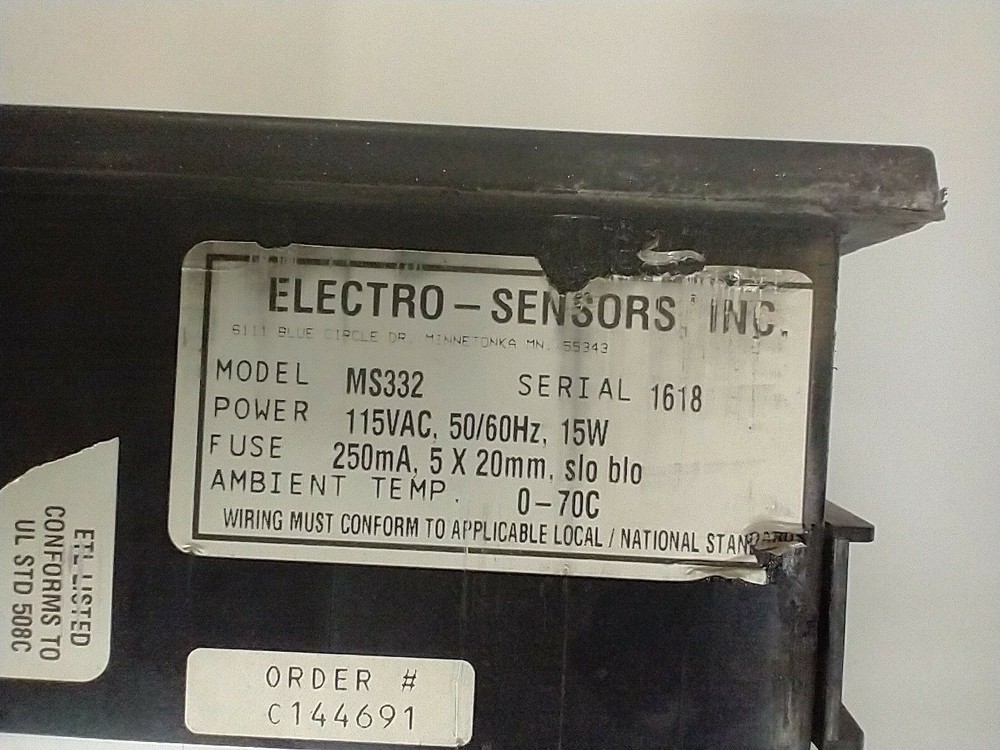 ELECTRO-SENSORS INC.
6111 BLUE CIRCLE DR. MINNETONKA MN. 55343
MODEL MS332 SERIAL 1618
POWER 115VAC, 50/60Hz, 15W
FUSE 250mA, 5 X 20mm, slo blo
AMBIENT TEMP. 0-70C
WIRING MUST CONFORM TO APPLICABLE LOCAL / NATIONAL STANDARDS
ETL LISTED
CONFORMS TO
UL STD 508C
ORDER #
C144691